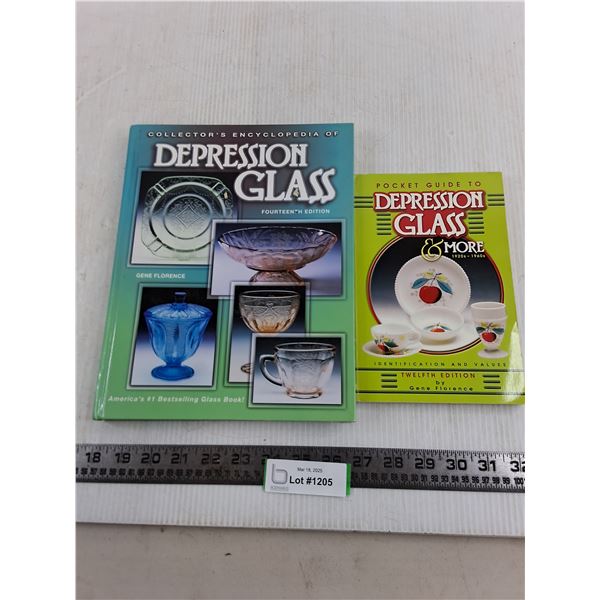 COLLECTOR'S ENCYCLOPEDIA OF
DEPRESSION
GLASS
FOURTEENTH EDITION
GENE FLORENCE
America's #1 Bestselling Glass Book!
POCKET GUIDE TO
DEPRESSION
GLASS
& MORE
1920s - 1960s
IDENTIFICATION AND VALUES
TWELFTH EDITION
by
Gene Florence
18 19 20 21 22 23 27 28 29 30 31 32
Mar 18, 2025
Lot #1205